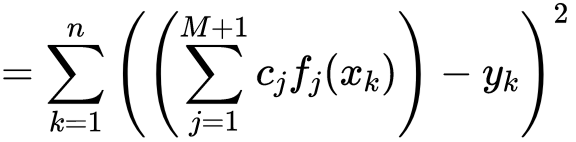 $= \sum_{k=1}^{n} \left( \left( \sum_{j=1}^{M+1} c_j f_j(x_k) \right) - y_k \right)^2$